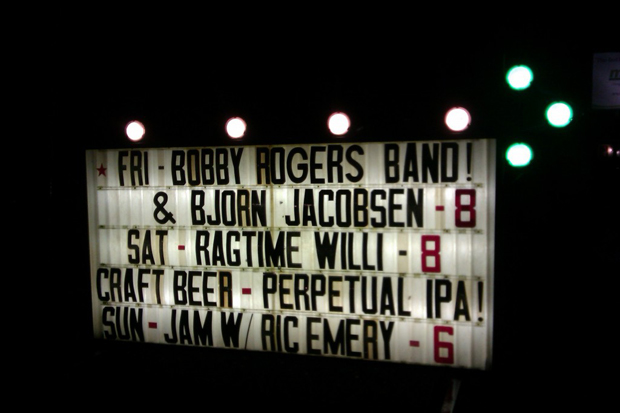 ★ FRI - BOBBY ROGERS BAND!
& BJORN JACOBSEN - 8
SAT - RAGTIME WILLI - 8
CRAFT BEER - PERPETUAL IPA!
SUN - JAM W/ RIC EMERY - 6